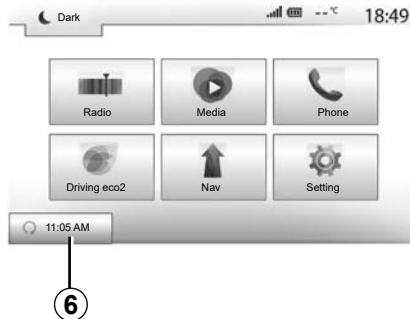 Dark
--°C 18:49
Radio Media Phone
Driving eco2 Nav Setting
11:05 AM
6